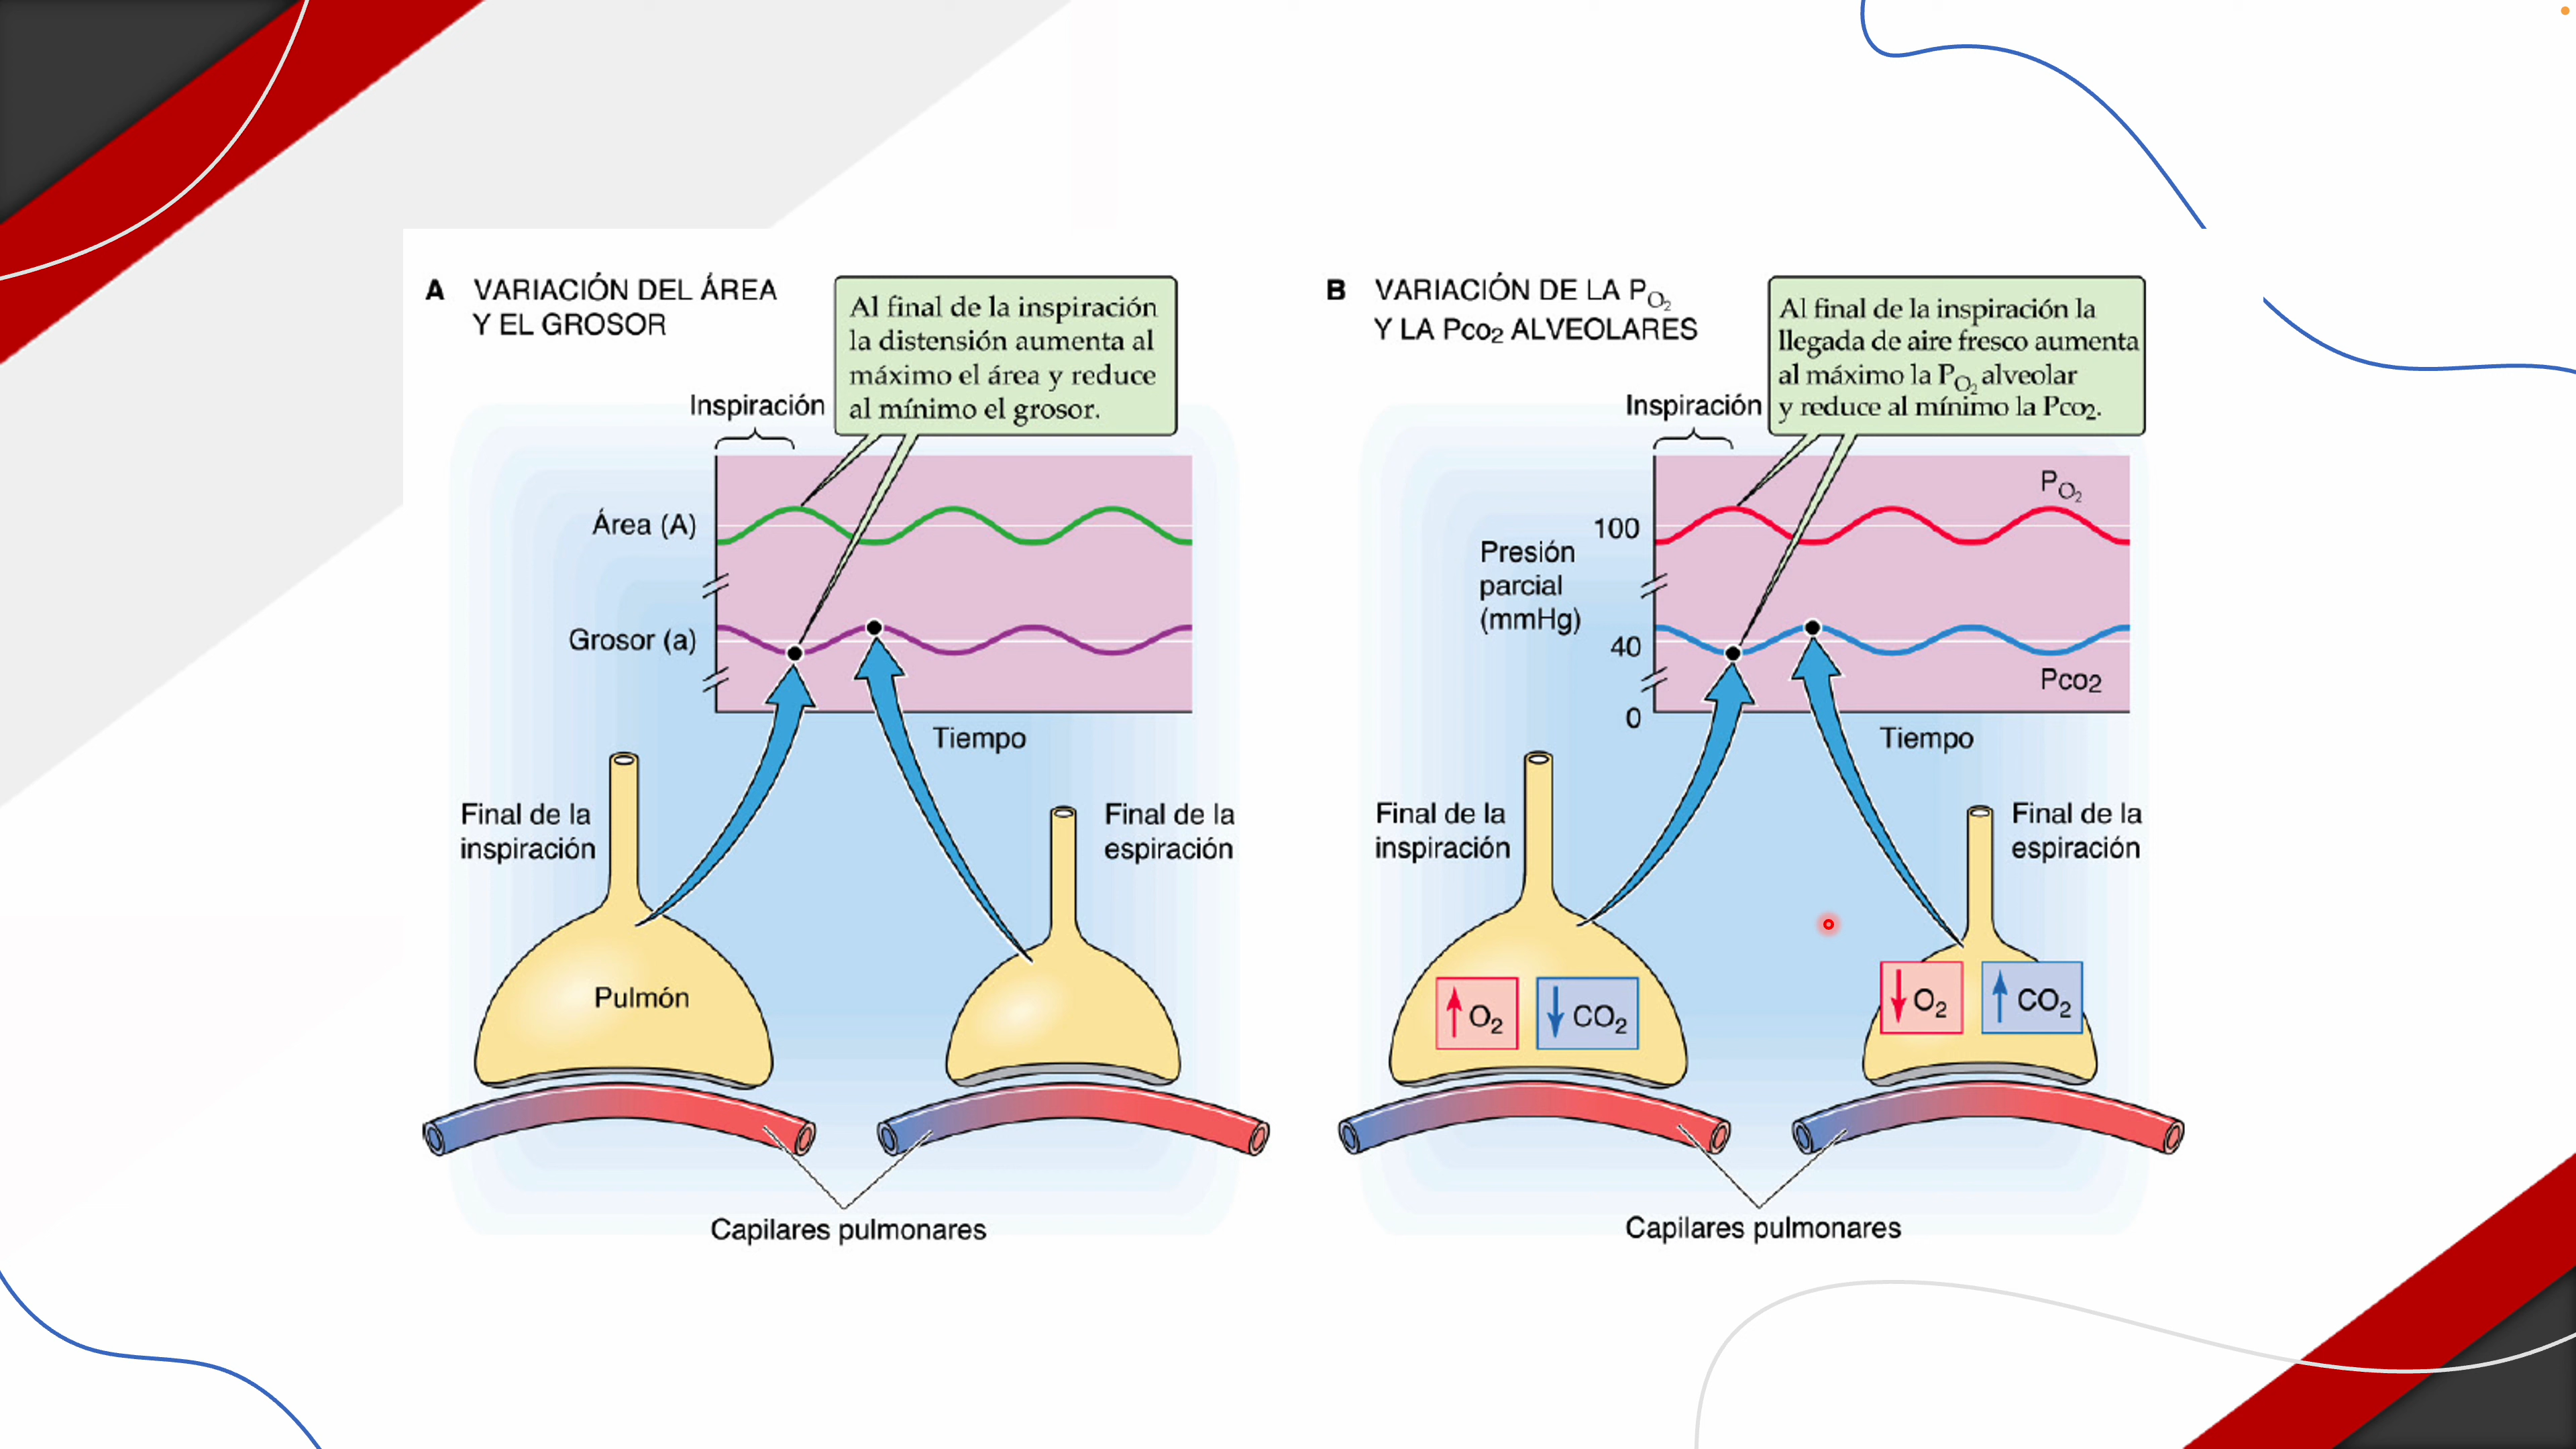 A VARIACIÓN DEL ÁREA
Y EL GROSOR
Al final de la inspiración
la distensión aumenta al
máximo el área y reduce
al mínimo el grosor.
Inspiración
Área (A)
Grosor (a)
Tiempo
Final de la
inspiración
Final de la
espiración
Pulmón
Capilares pulmonares
B VARIACIÓN DE LA PO₂
Y LA Pco₂ ALVEOLARES
Al final de la inspiración la
llegada de aire fresco aumenta
al máximo la PO₂ alveolar
y reduce al mínimo la Pco₂.
Inspiración
PO₂
100
Presión
parcial
(mmHg)
40
Pco₂
0
Tiempo
Final de la
inspiración
Final de la
espiración
↑ O₂ ↓ CO₂
↓ O₂ ↑ CO₂
Capilares pulmonares